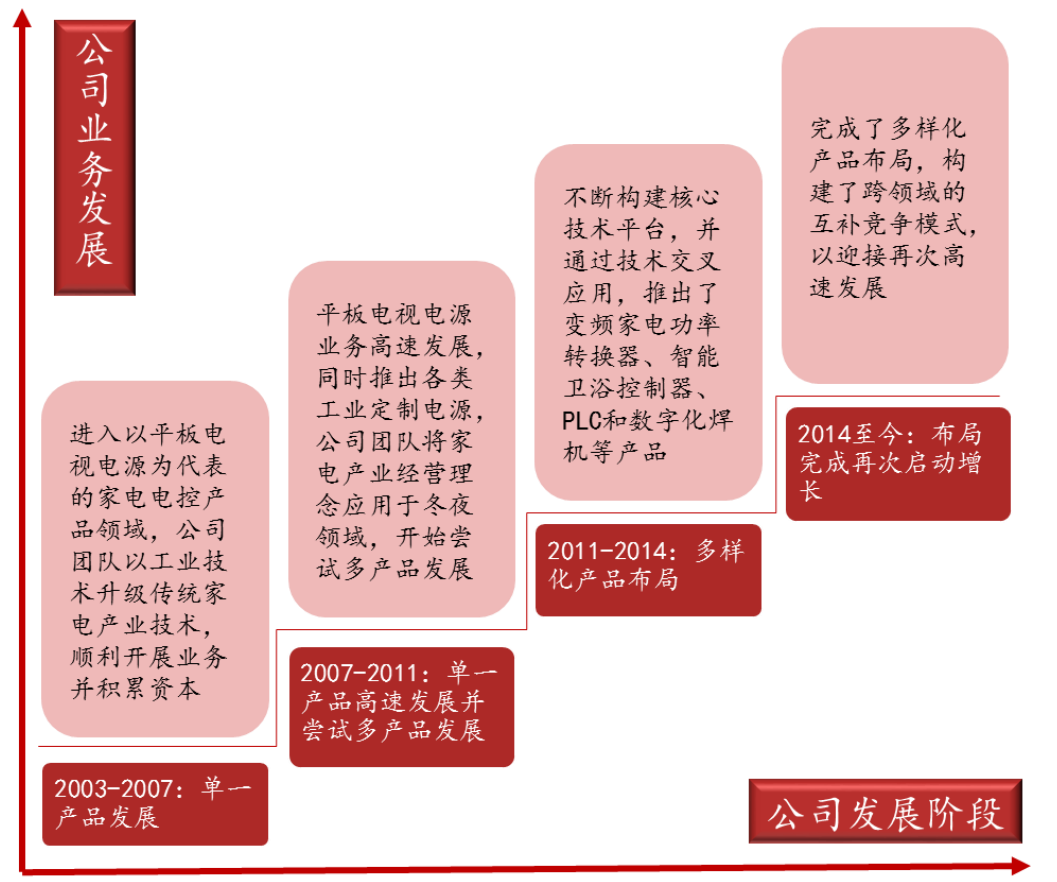 公司业务发展
进入以平板电
视电源为代表
的家电电控产
品领域，公司
团队以工业技
术升级传统家
电产业技术，
顺利开展业务
并积累资本
2003-2007：单一
产品发展
平板电视电源
业务高速发展，
同时推出各类
工业定制电源，
公司团队将家
电产业经营理
念应用于冬夜
领域，开始尝
试多产品发展
2007-2011：单一
产品高速发展并
尝试多产品发展
不断构建核心
技术平台，并
通过技术交叉
应用，推出了
变频家电功率
转换器、智能
卫浴控制器、
PLC和数字化焊
机等产品
2011-2014：多样
化产品布局
完成了多样化
产品布局，构
建了跨领域的
互补竞争模式，
以迎接再次高
速发展
2014至今：布局
完成再次启动增
长
公司发展阶段